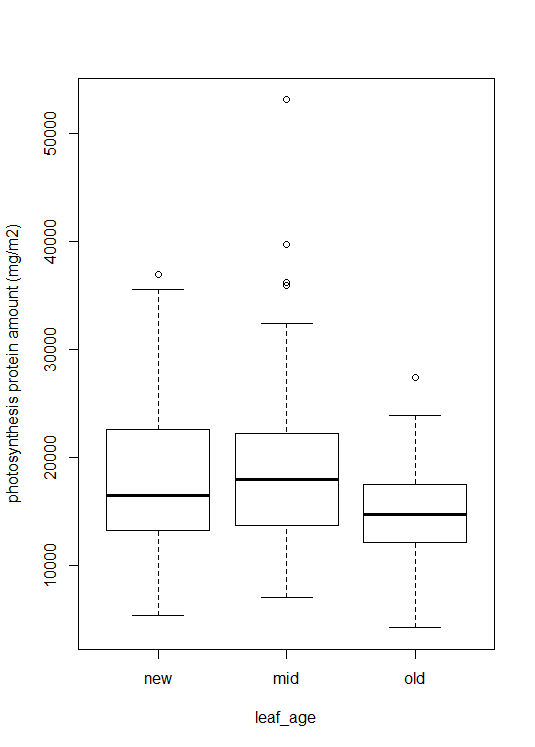 photosynthesis protein amount (mg/m2)
50000
40000
30000
20000
10000
new mid old
leaf_age